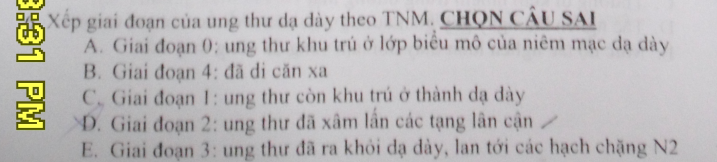 8:31 PM
Xếp giai đoạn của ung thư dạ dày theo TNM. CHỌN CÂU SAI
A. Giai đoạn 0: ung thư khu trú ở lớp biểu mô của niêm mạc dạ dày
B. Giai đoạn 4: đã di căn xa
C. Giai đoạn 1: ung thư còn khu trú ở thành dạ dày
D. Giai đoạn 2: ung thư đã xâm lấn các tạng lân cận
E. Giai đoạn 3: ung thư đã ra khỏi dạ dày, lan tới các hạch chặng N2